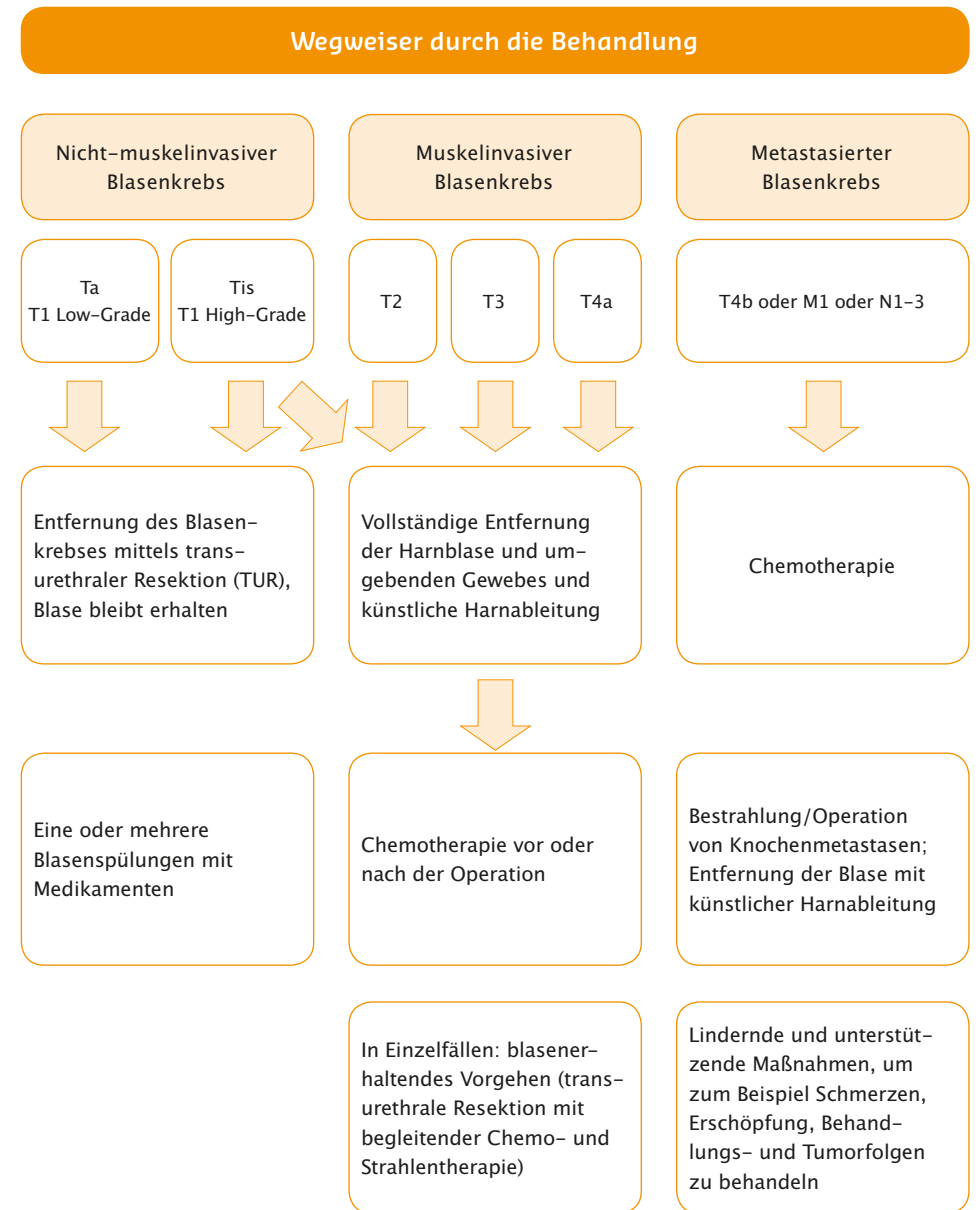 Wegweiser durch die Behandlung
Nicht-muskelinvasiver
Blasenkrebs
Muskelinvasiver
Blasenkrebs
Metastasierter
Blasenkrebs
Ta
T1 Low-Grade
Tis
T1 High-Grade
T2
T3
T4a
T4b oder M1 oder N1-3
Entfernung des Blasen-
krebses mittels trans-
urethraler Resektion (TUR),
Blase bleibt erhalten
Vollständige Entfernung
der Harnblase und um-
gebenden Gewebes und
künstliche Harnableitung
Chemotherapie
Eine oder mehrere
Blasenspülungen mit
Medikamenten
Chemotherapie vor oder
nach der Operation
Bestrahlung/Operation
von Knochenmetastasen;
Entfernung der Blase mit
künstlicher Harnableitung
In Einzelfällen: blasener-
haltendes Vorgehen (trans-
urethrale Resektion mit
begleitender Chemo- und
Strahlentherapie)
Lindernde und unterstüt-
zende Maßnahmen, um
zum Beispiel Schmerzen,
Erschöpfung, Behand-
lungs- und Tumorfolgen
zu behandeln